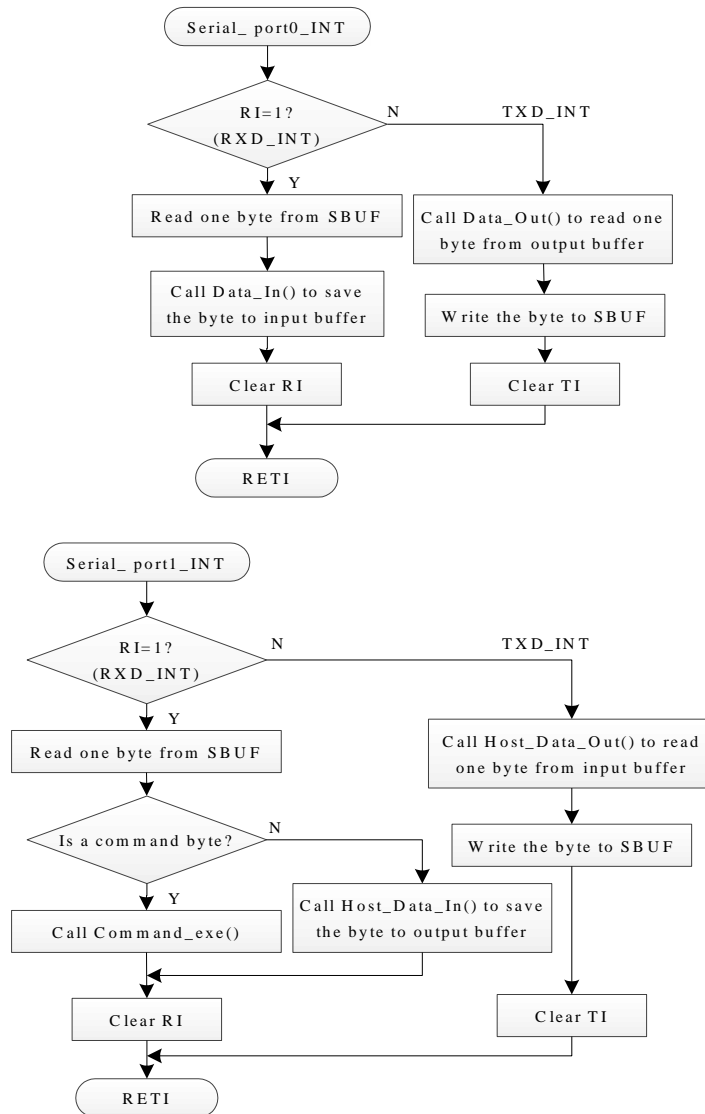 Serial_ port0_INT
RI=1?
(RXD_INT)
N
TXD_INT
Y
Read one byte from SBUF
Call Data_Out() to read one
byte from output buffer
Call Data_In() to save
the byte to input buffer
Write the byte to SBUF
Clear RI
Clear TI
RETI
Serial_ port1_INT
RI=1?
(RXD_INT)
N
TXD_INT
Y
Read one byte from SBUF
Call Host_Data_Out() to read
one byte from input buffer
Is a command byte?
N
Write the byte to SBUF
Y
Call Command_exe()
Call Host_Data_In() to save
the byte to output buffer
Clear RI
Clear TI
RETI